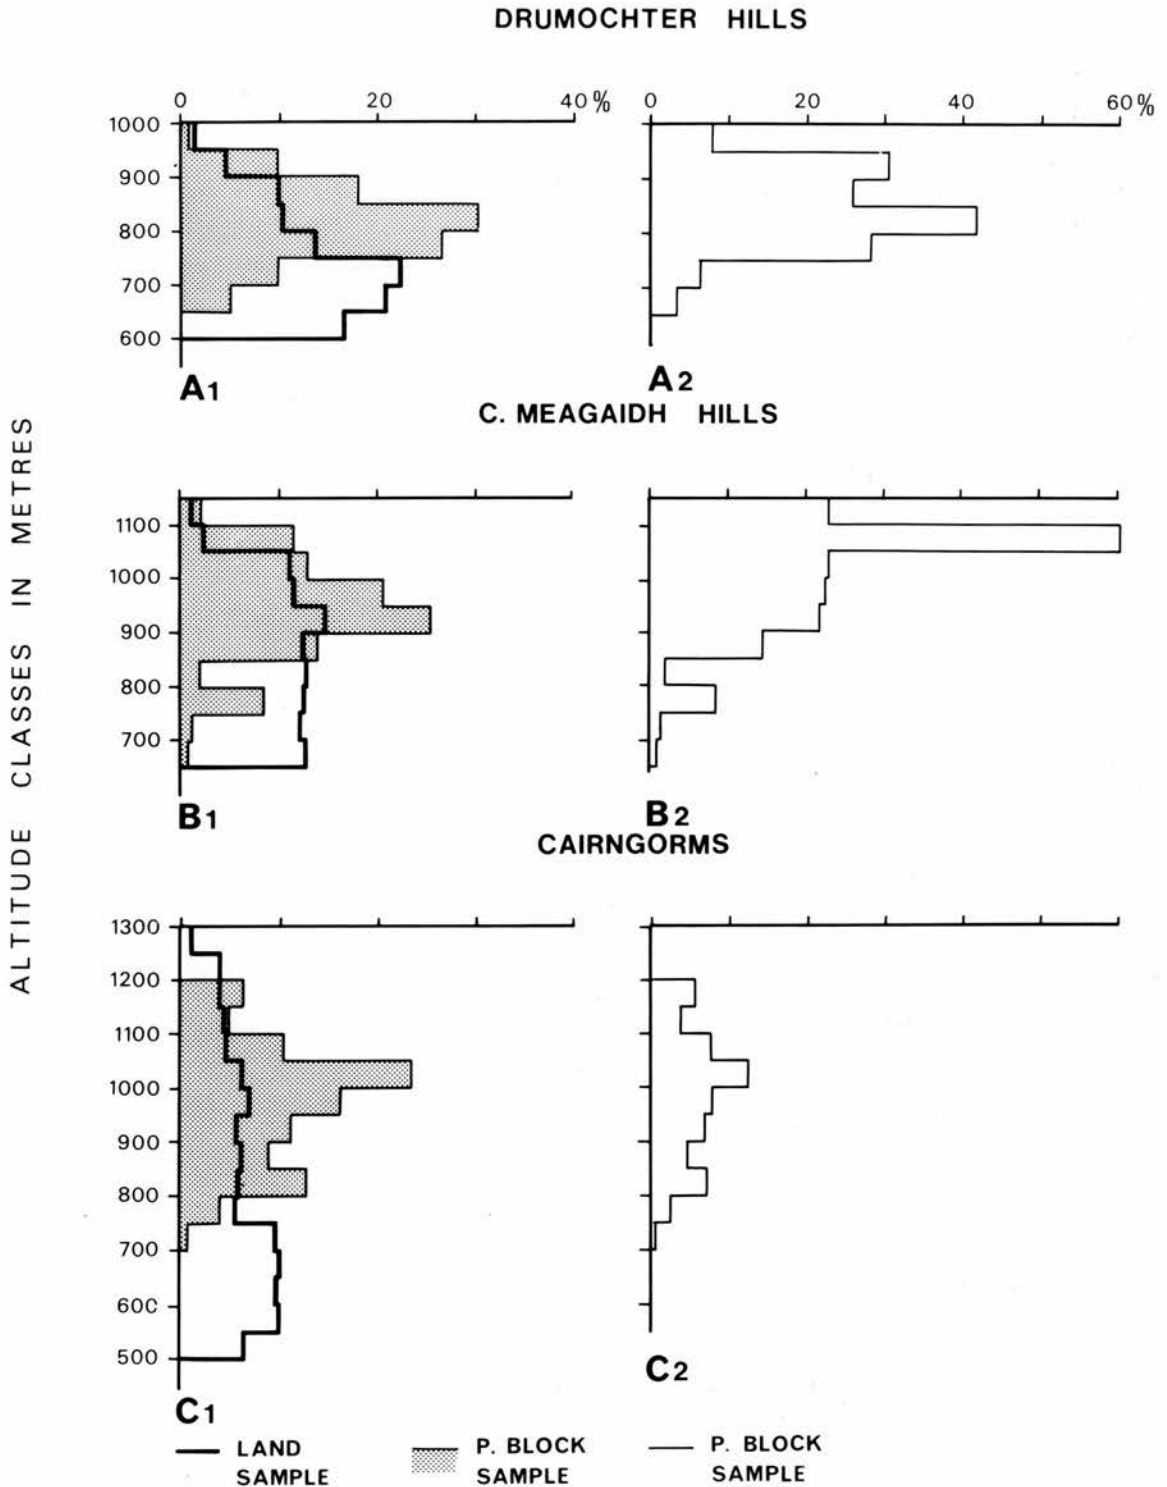 DRUMOCHTER HILLS
0 20 40 %
0 20 40 60 %
1000
900
800
700
600
A1
A2
C. MEAGAIDH HILLS
1100
1000
900
800
700
B1
B2
CAIRNGORMS
1300
1200
1100
1000
900
800
700
600
500
C1
C2
ALTITUDE CLASSES IN METRES
LAND SAMPLE
P. BLOCK SAMPLE
P. BLOCK SAMPLE